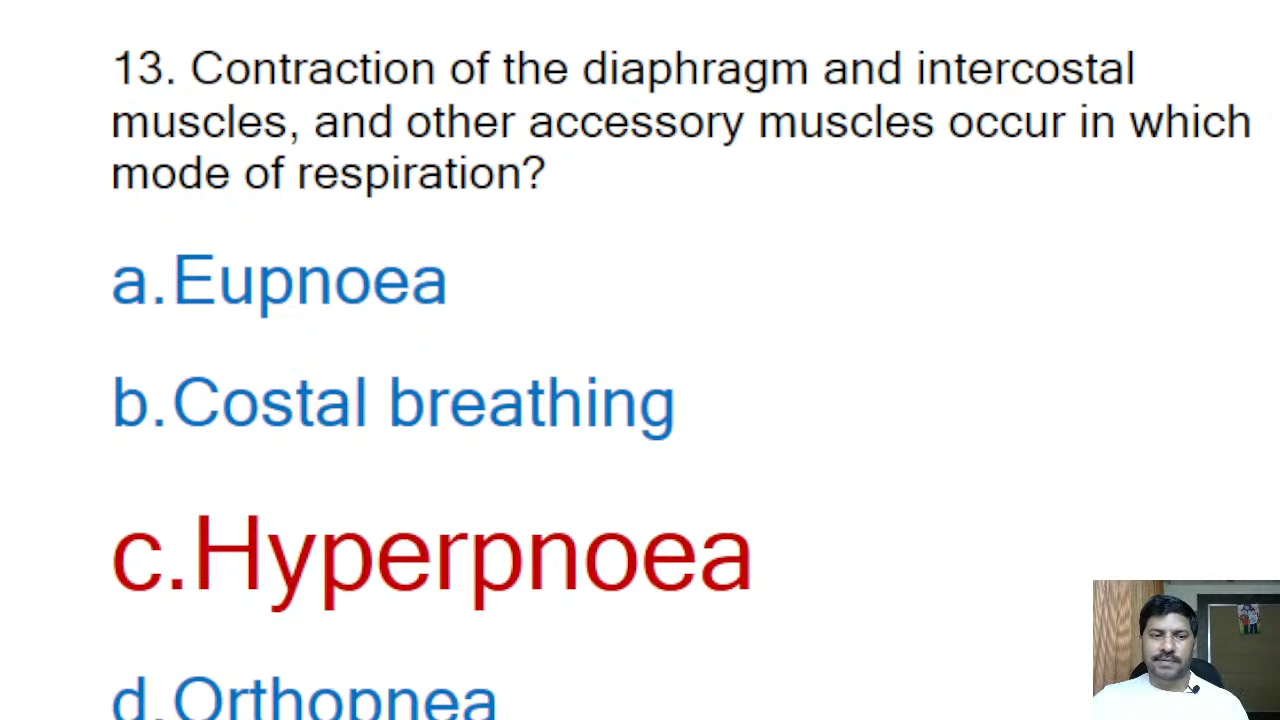 13. Contraction of the diaphragm and intercostal
muscles, and other accessory muscles occur in which
mode of respiration?
a.Eupnoea
b.Costal breathing
c.Hyperpnoea
d.Orthopnea